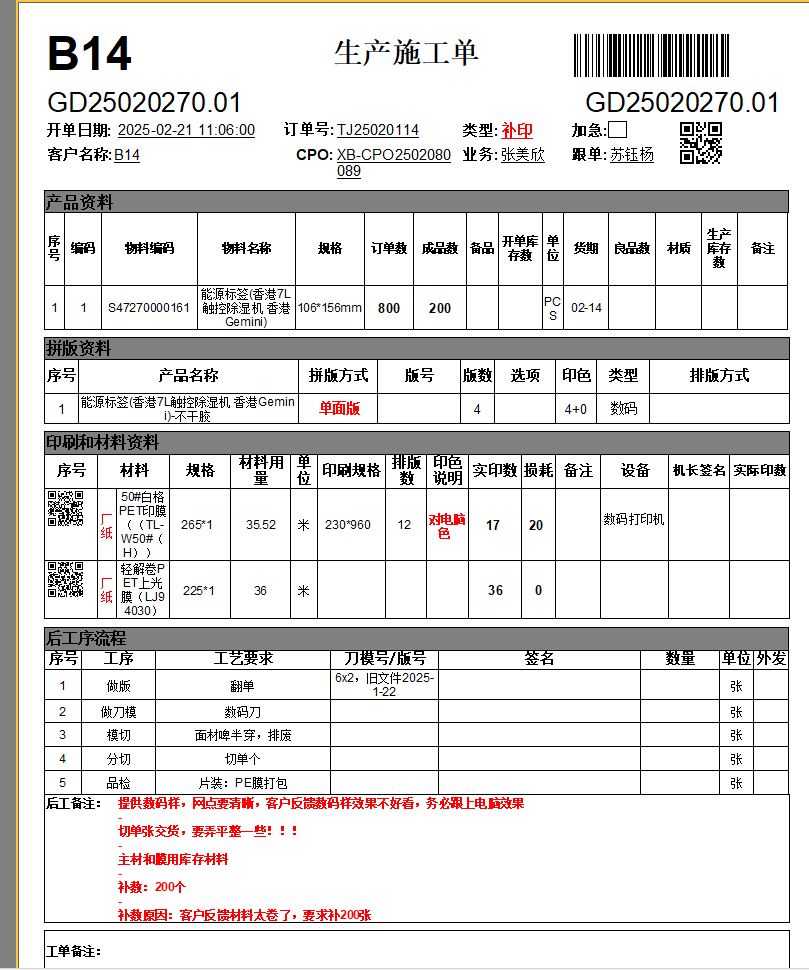 B14
生产施工单
GD25020270.01
GD25020270.01
开单日期: 2025-02-21 11:06:00
订单号: TJ25020114
类型: 补印
加急:
客户名称: B14
CPO: XB-CPO2502080
089
业务: 张美欣
跟单: 苏钰杨
产品资料
序号 编码 物料编码 物料名称 规格 订单数 成品数 备品 开单库存数 单位 货期 良品数 材质 生产库存数 备注
1 1 S47270000161 能源标签(香港7L触控除湿机 香港Gemini) 106*156mm 800 200 PCS 02-14
拼版资料
序号 产品名称 拼版方式 版号 版数 选项 印色 类型 排版方式
1 能源标签(香港7L触控除湿机 香港Gemini)-不干胶 单面版 4 4+0 数码
印刷和材料资料
序号 材料 规格 材料用量 单位 印刷规格 排版数 印色说明 实印数 损耗 备注 设备 机长签名 实际印数
厂纸 50#白格PET印膜（（TL-W50#（H）） 265*1 35.52 米 230*960 12 对电脑色 17 20 数码打印机
厂纸 轻解卷PET上光膜（LJ94030） 225*1 36 米 36 0
后工序流程
序号 工序 工艺要求 刀模号/版号 签名 数量 单位 外发
1 做版 翻单 6x2，旧文件2025-1-22 张
2 做刀模 数码刀 张
3 模切 面材啤半穿，排废 张
4 分切 切单个 张
5 品检 片装：PE膜打包 张
后工备注： 提供数码样，网点要清晰，客户反馈数码样效果不好看，务必跟上电脑效果
-
切单张交货，要弄平整一些！！！
-
主材和膜用库存材料
-
补数：200个
-
补数原因：客户反馈材料太卷了，要求补200张
工单备注：